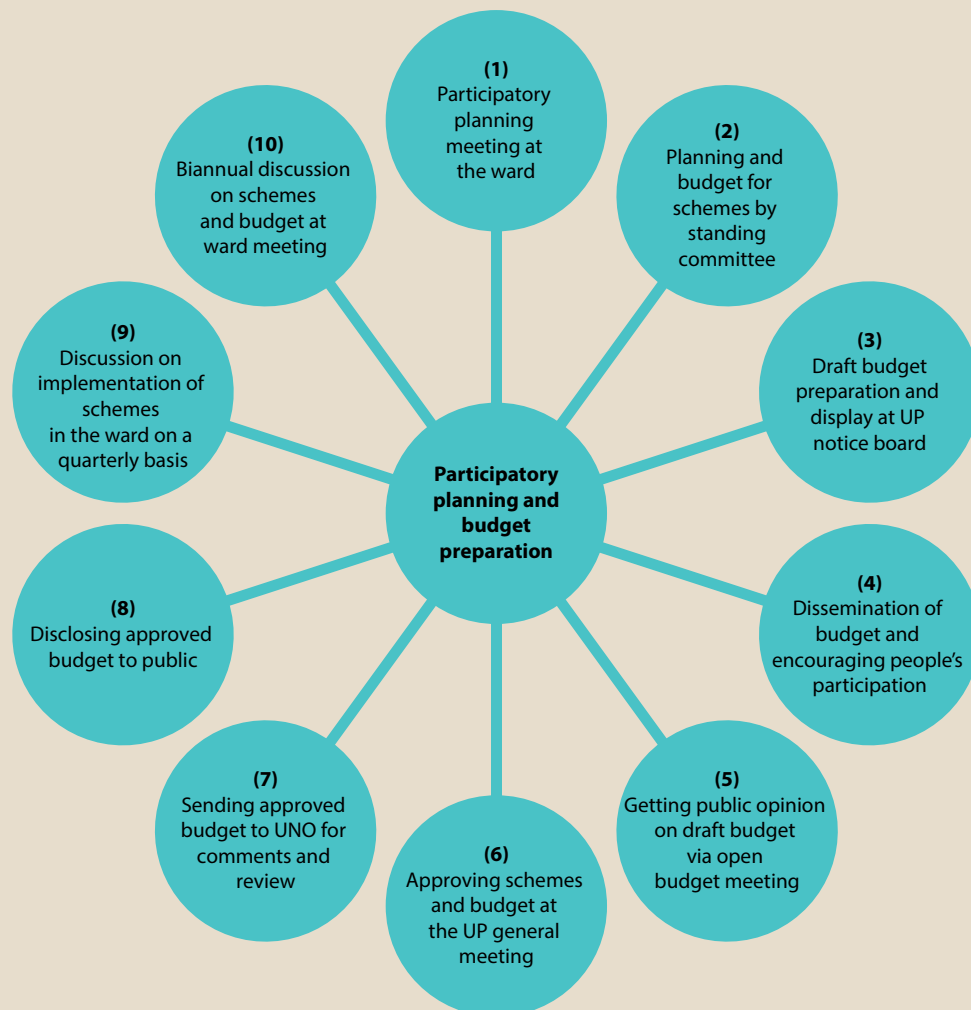 (1)
Participatory
planning
meeting at
the ward
(2)
Planning and
budget for
schemes by
standing
committee
(3)
Draft budget
preparation and
display at UP
notice board
(4)
Dissemination of
budget and
encouraging people's
participation
(5)
Getting public opinion
on draft budget
via open
budget meeting
(6)
Approving schemes
and budget at
the UP general
meeting
(7)
Sending approved
budget to UNO for
comments and
review
(8)
Disclosing approved
budget to public
(9)
Discussion on
implementation of
schemes
in the ward on a
quarterly basis
(10)
Biannual discussion
on schemes
and budget at
ward meeting
Participatory
planning and
budget
preparation